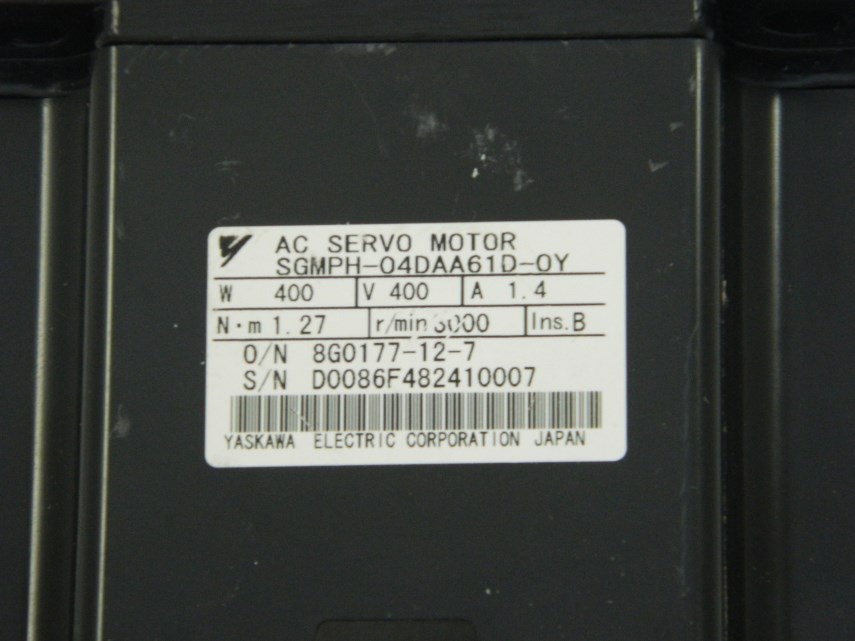 AC SERVO MOTOR
SGMPH-04DAA61D-OY
W 400 V 400 A 1.4
N·m 1.27 r/min 3000 Ins.B
O/N 8G0177-12-7
S/N D0086F482410007
YASKAWA ELECTRIC CORPORATION JAPAN